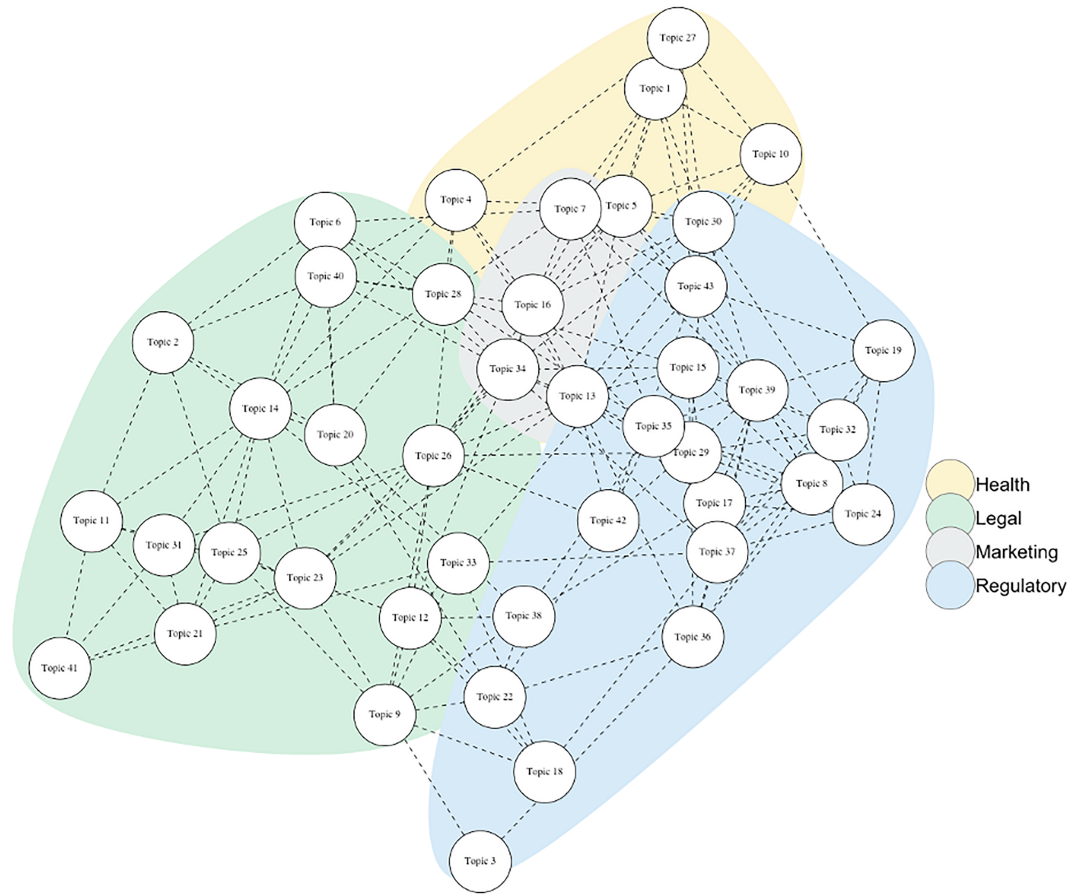 Topic 27
Topic 1
Topic 10
Topic 4
Topic 7
Topic 5
Topic 6
Topic 30
Topic 40
Topic 28
Topic 43
Topic 16
Topic 2
Topic 19
Topic 34
Topic 15
Topic 39
Topic 13
Topic 14
Topic 20
Topic 35
Topic 32
Topic 26
Topic 29
Topic 8
Health
Topic 17
Topic 24
Legal
Topic 11
Topic 42
Topic 31
Topic 25
Topic 37
Marketing
Topic 33
Topic 23
Regulatory
Topic 12
Topic 38
Topic 21
Topic 36
Topic 41
Topic 22
Topic 9
Topic 18
Topic 3